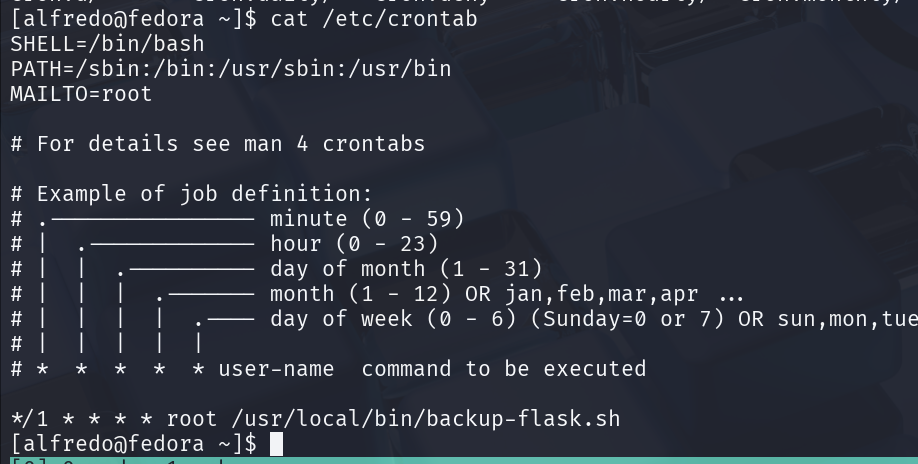 [alfredo@fedora ~]$ cat /etc/crontab
SHELL=/bin/bash
PATH=/sbin:/bin:/usr/sbin:/usr/bin
MAILTO=root
# For details see man 4 crontabs
# Example of job definition:
# .---------------- minute (0 - 59)
# |  .------------- hour (0 - 23)
# |  |  .---------- day of month (1 - 31)
# |  |  |  .------- month (1 - 12) OR jan,feb,mar,apr ...
# |  |  |  |  .---- day of week (0 - 6) (Sunday=0 or 7) OR sun,mon,tue
# |  |  |  |  |
# *  *  *  *  * user-name  command to be executed
*/1 * * * * root /usr/local/bin/backup-flask.sh
[alfredo@fedora ~]$